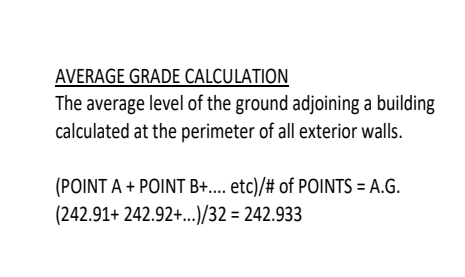 AVERAGE GRADE CALCULATION
The average level of the ground adjoining a building
calculated at the perimeter of all exterior walls.
(POINT A + POINT B+.... etc)/# of POINTS = A.G.
(242.91+ 242.92+...)/32 = 242.933